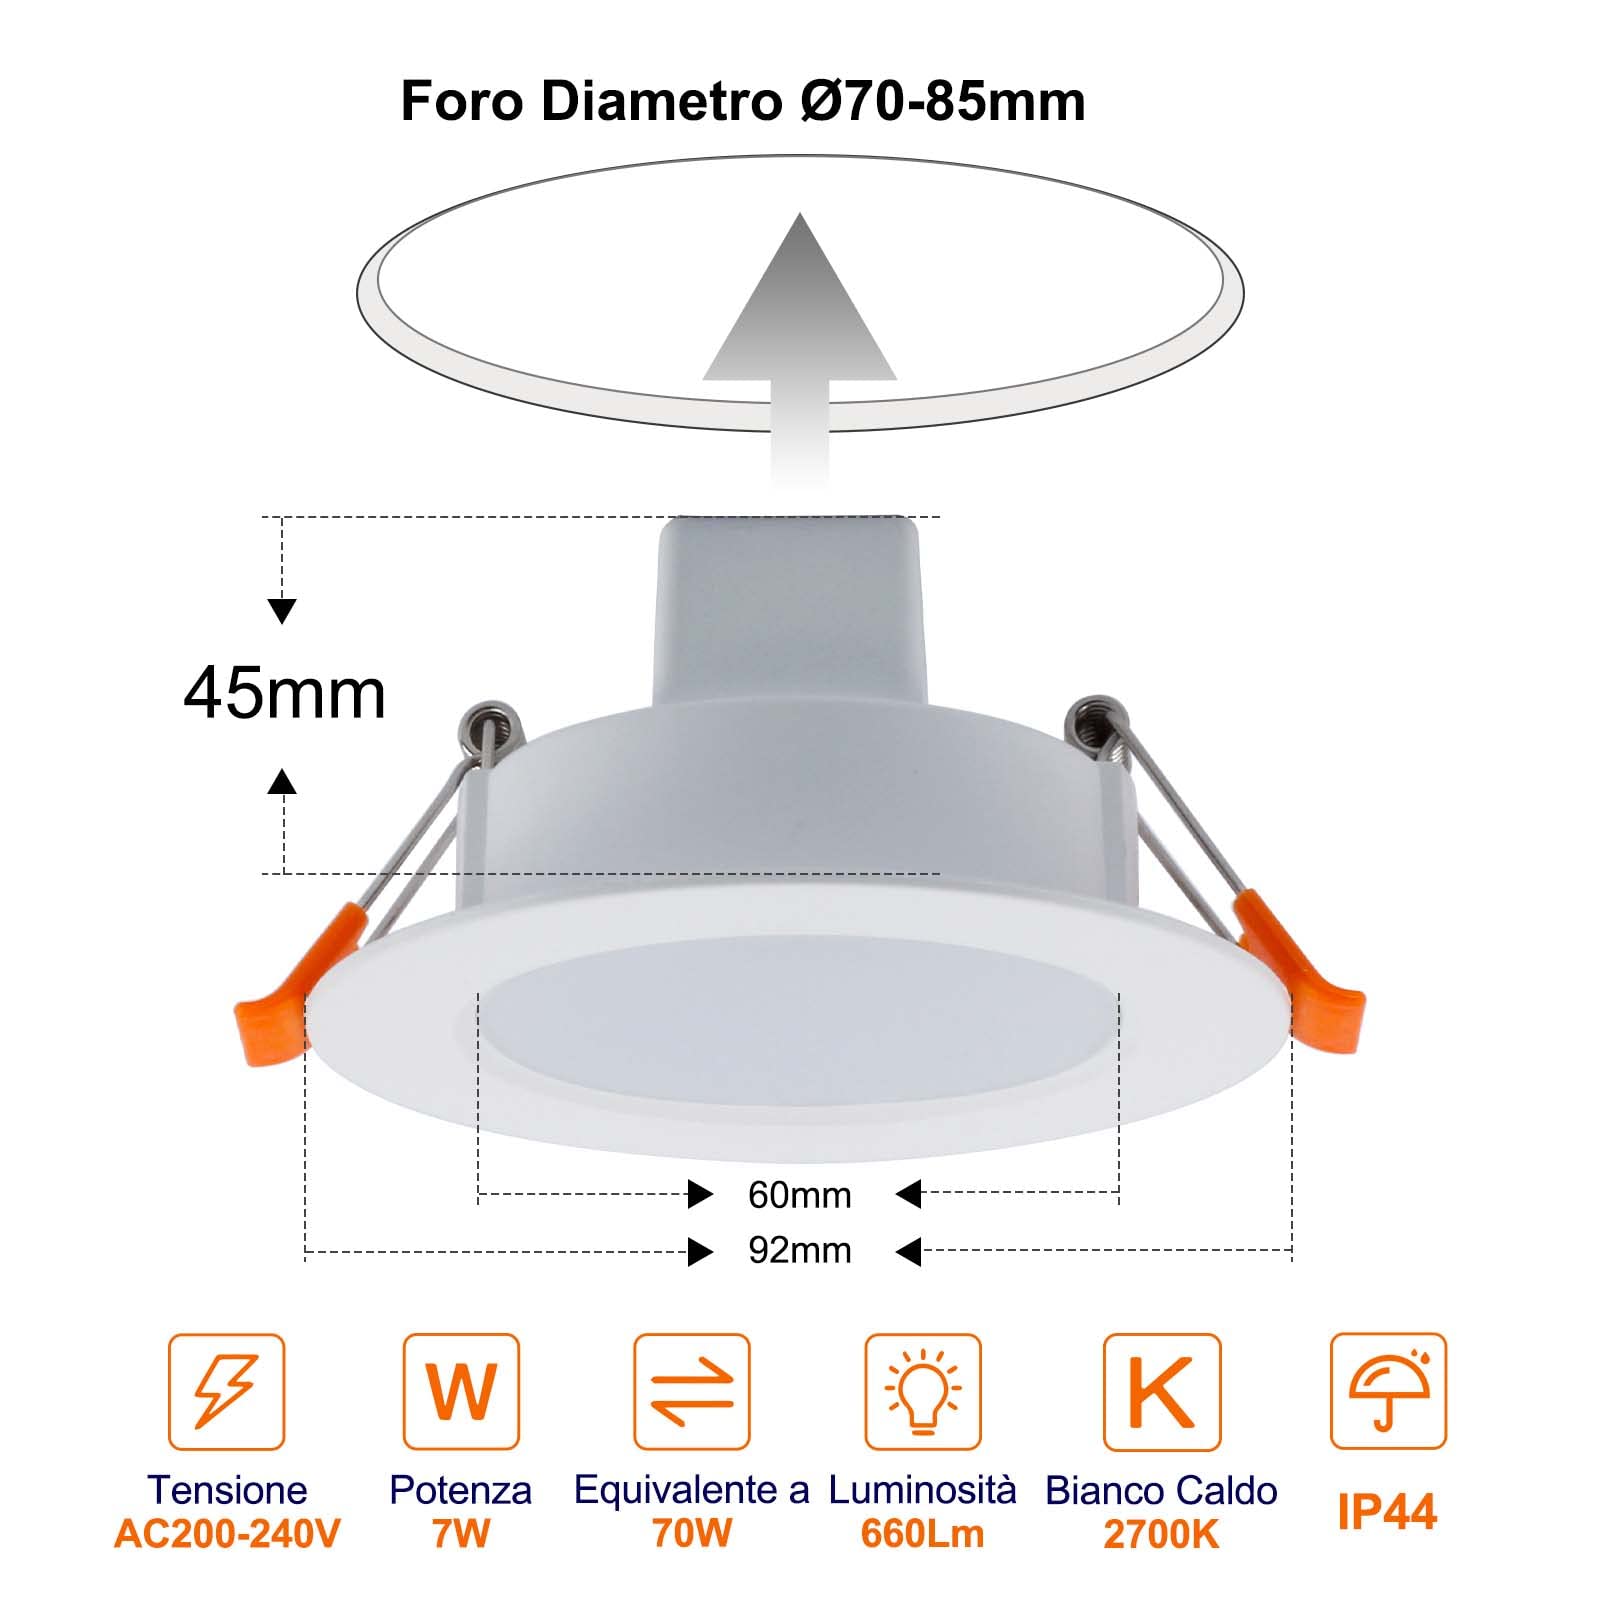 Foro Diametro Ø70-85mm
45mm
60mm
92mm
W
K
Tensione
AC200-240V
Potenza
7W
Equivalente a
70W
Luminosità
660Lm
Bianco Caldo
2700K
IP44